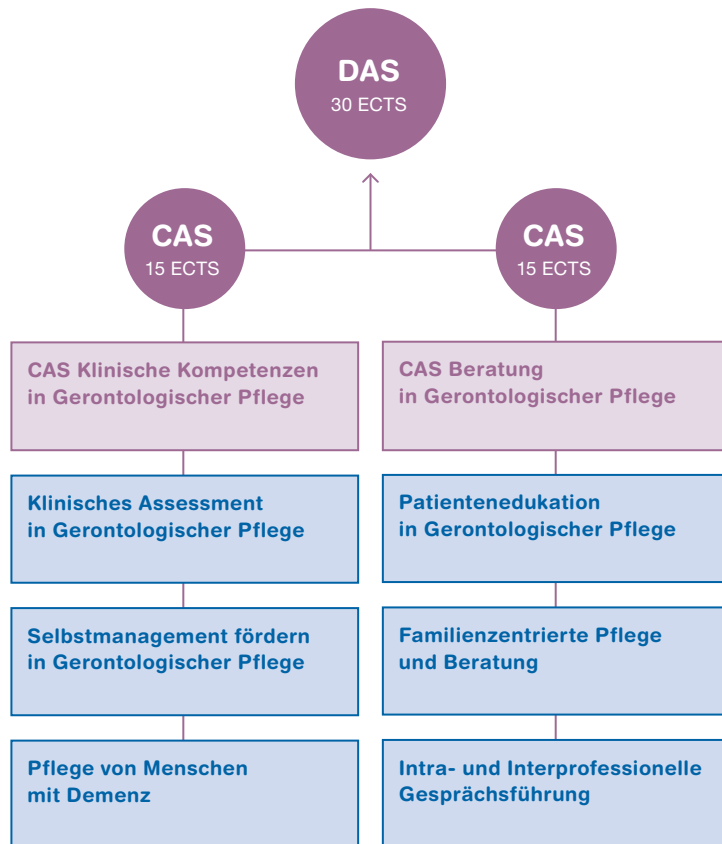 DAS
30 ECTS
CAS
15 ECTS
CAS
15 ECTS
CAS Klinische Kompetenzen
in Gerontologischer Pflege
Klinisches Assessment
in Gerontologischer Pflege
Selbstmanagement fördern
in Gerontologischer Pflege
Pflege von Menschen
mit Demenz
CAS Beratung
in Gerontologischer Pflege
Patientenedukation
in Gerontologischer Pflege
Familienzentrierte Pflege
und Beratung
Intra- und Interprofessionelle
Gesprächsführung